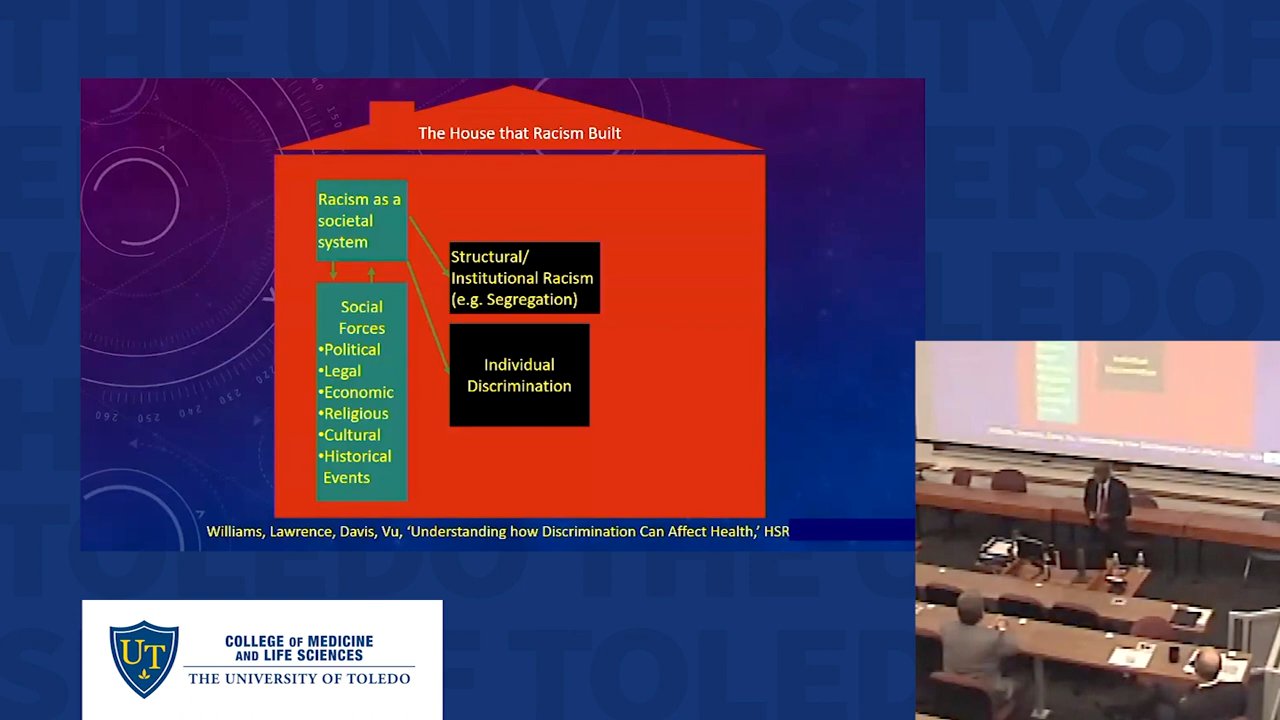 The House that Racism Built
Racism as a
societal
system
Structural/
Institutional Racism
(e.g. Segregation)
Social
Forces
•Political
•Legal
•Economic
•Religious
•Cultural
•Historical
Events
Individual
Discrimination
Williams, Lawrence, Davis, Vu, ‘Understanding how Discrimination Can Affect Health,’ HSR
UT
COLLEGE OF MEDICINE
AND LIFE SCIENCES
THE UNIVERSITY OF TOLEDO